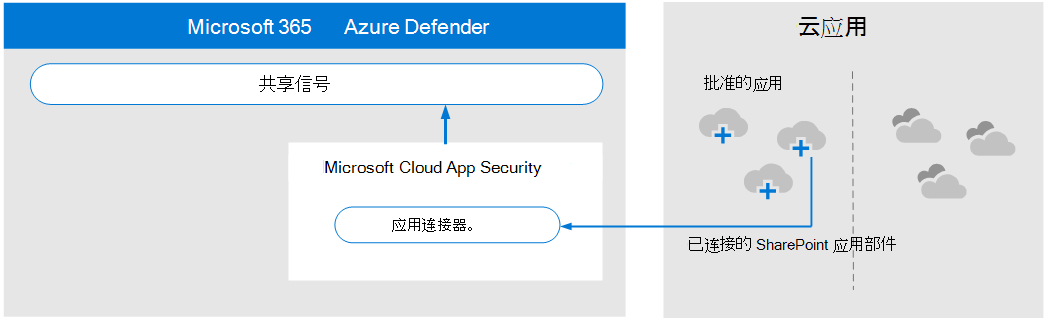 Microsoft 365 Azure Defender
云应用
共享信号
批准的应用
Microsoft Cloud App Security
应用连接器。
已连接的 SharePoint 应用部件